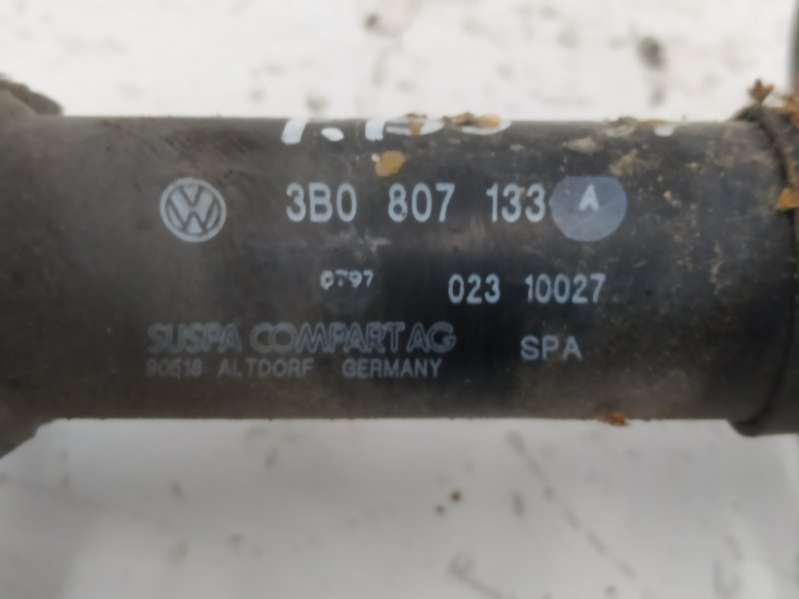 3B0 807 133 A
0797 023 10027
SUSPA COMPART AG SPA
90518 ALTDORF GERMANY